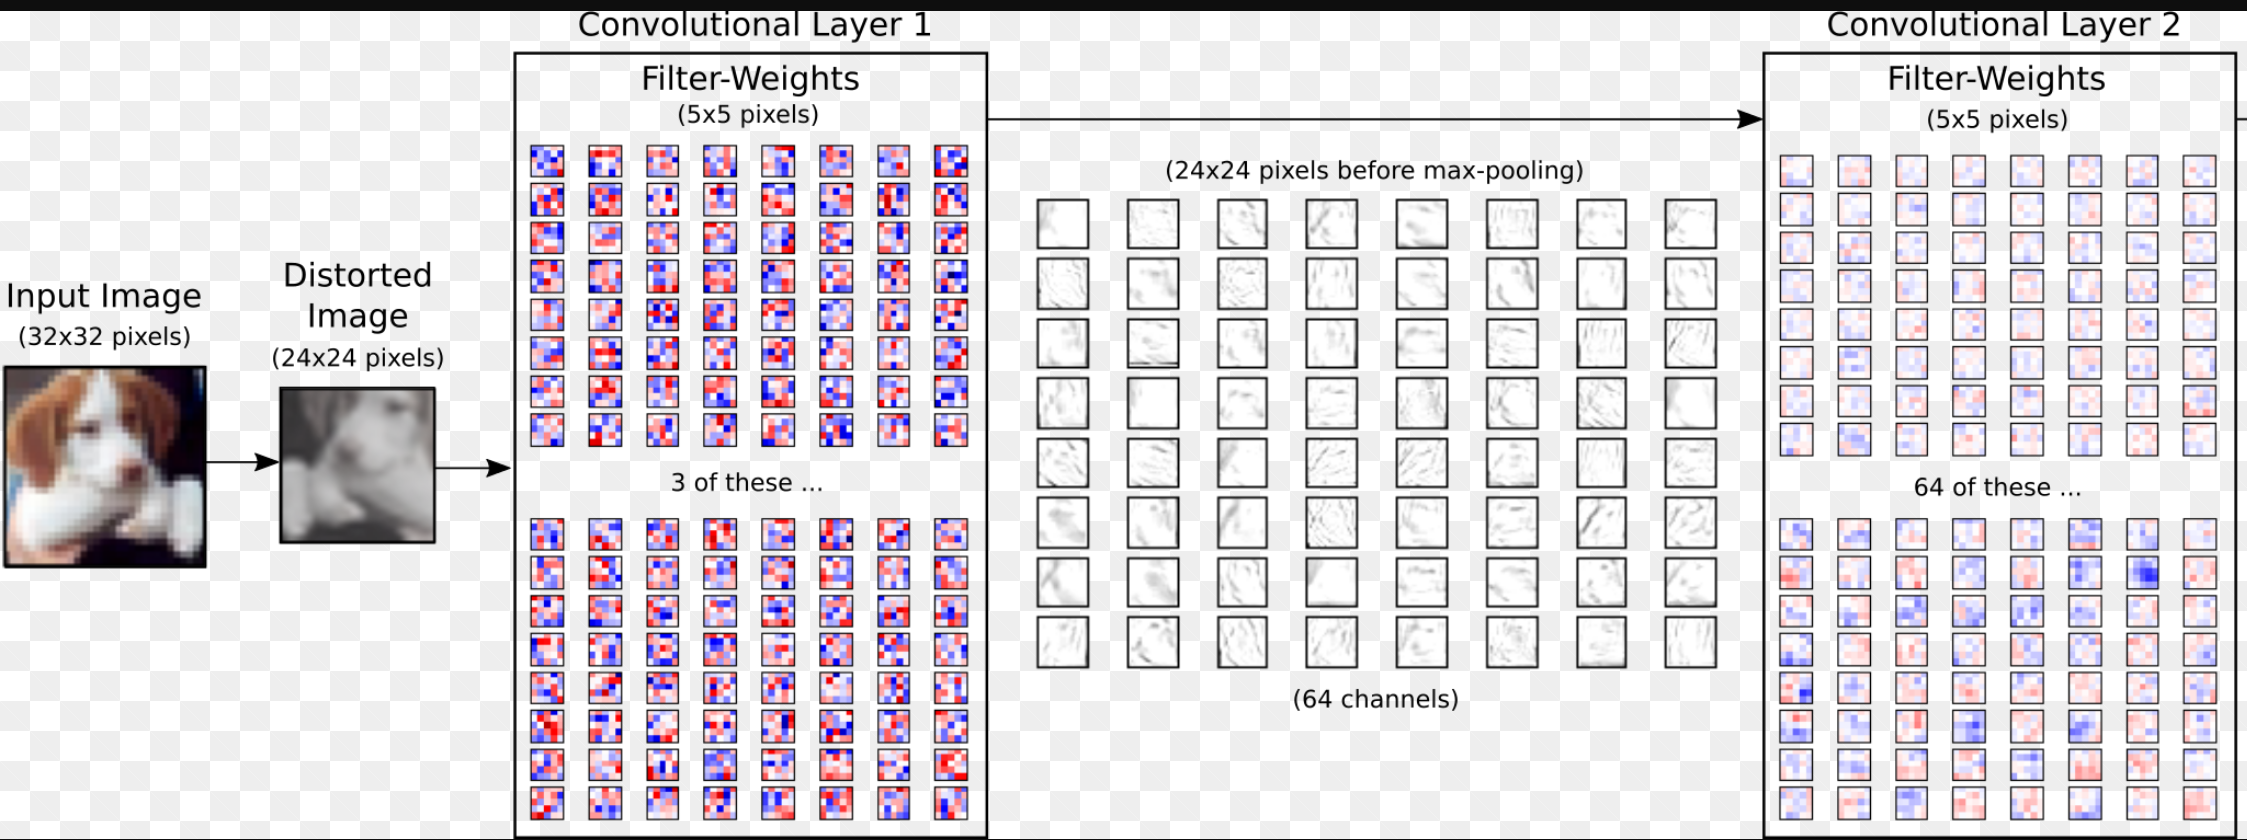 Input Image
(32x32 pixels)
Distorted
Image
(24x24 pixels)
Convolutional Layer 1
Filter-Weights
(5x5 pixels)
3 of these ...
(24x24 pixels before max-pooling)
(64 channels)
Convolutional Layer 2
Filter-Weights
(5x5 pixels)
64 of these ...